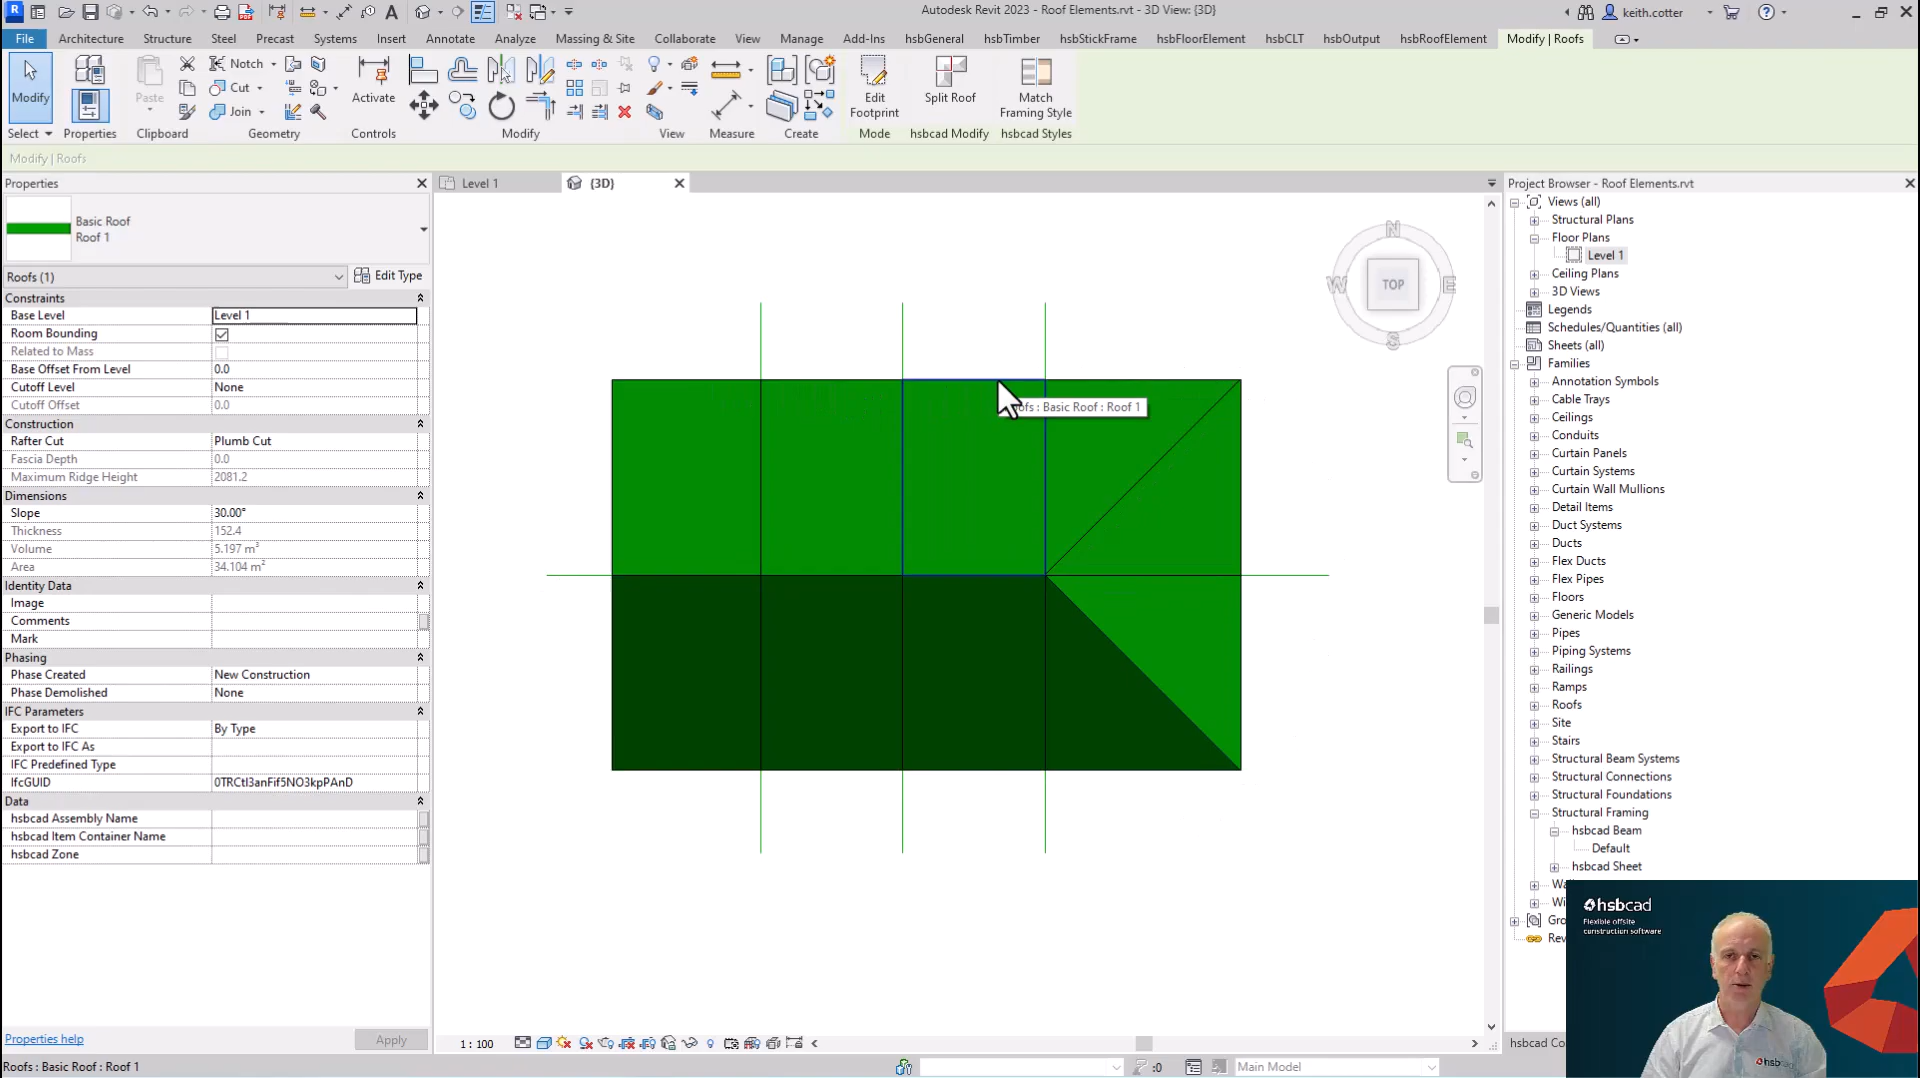 Autodesk Revit 2023 - Roof Elements.rvt - 3D View: {3D}
keith.cotter
File
Architecture
Structure
Steel
Precast
Systems
Insert
Annotate
Analyze
Massing & Site
Collaborate
View
Manage
Add-Ins
hsbGeneral
hsbTimber
hsbStickFrame
hsbFloorElement
hsbCLT
hsbOutput
hsbRoofElement
Modify | Roofs
Modify
Properties
Paste
Notch
Cut
Join
Activate
Edit
Footprint
Split Roof
Match
Framing Style
Select
Properties
Clipboard
Geometry
Controls
Modify
View
Measure
Create
Mode
hsbcad Modify
hsbcad Styles
Modify | Roofs
Properties
Basic Roof
Roof 1
Roofs (1)
Edit Type
Constraints
Base Level Level 1
Room Bounding
Related to Mass
Base Offset From Level 0.0
Cutoff Level None
Cutoff Offset 0.0
Construction
Rafter Cut Plumb Cut
Fascia Depth 0.0
Maximum Ridge Height 2081.2
Dimensions
Slope 30.00°
Thickness 152.4
Volume 5.197 m³
Area 34.104 m²
Identity Data
Image
Comments
Mark
Phasing
Phase Created New Construction
Phase Demolished None
IFC Parameters
Export to IFC By Type
Export to IFC As
IFC Predefined Type
IfcGUID 0TRCtI3anFif5NO3kpPAnD
Data
hsbcad Assembly Name
hsbcad Item Container Name
hsbcad Zone
Properties help
Apply
Level 1
{3D}
N
W
TOP
E
S
ofs : Basic Roof : Roof 1
1 : 100
Project Browser - Roof Elements.rvt
Views (all)
Structural Plans
Floor Plans
Level 1
Ceiling Plans
3D Views
Legends
Schedules/Quantities (all)
Sheets (all)
Families
Annotation Symbols
Cable Trays
Ceilings
Conduits
Curtain Panels
Curtain Systems
Curtain Wall Mullions
Detail Items
Duct Systems
Ducts
Flex Ducts
Flex Pipes
Floors
Generic Models
Pipes
Piping Systems
Railings
Ramps
Roofs
Site
Stairs
Structural Beam Systems
Structural Connections
Structural Foundations
Structural Framing
hsbcad Beam
Default
hsbcad Sheet
Wa
Wi
Gro
Rev
hsbcad Co
hsbcad
Flexible offsite
construction software
hsbcad
Roofs : Basic Roof : Roof 1
:0
Main Model